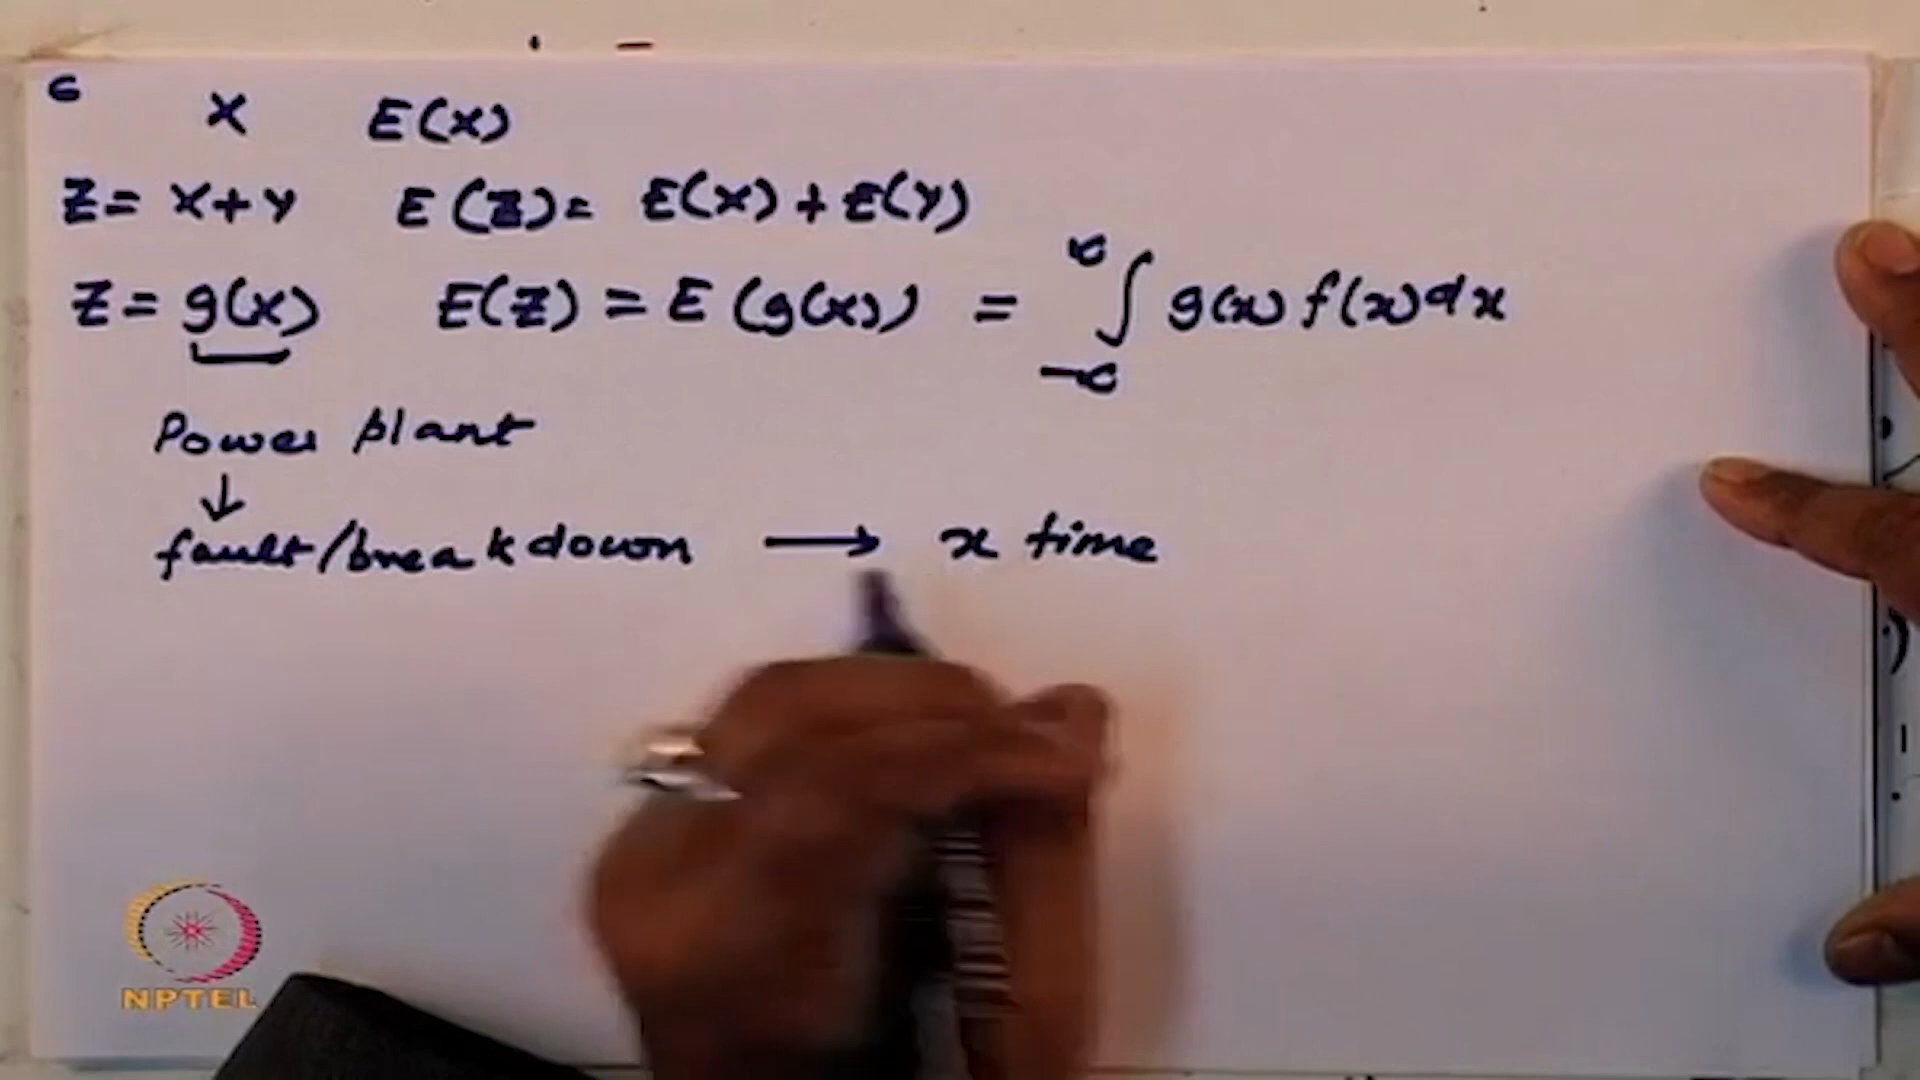 6 X E(X)
Z = X+Y E(Z) = E(X) + E(Y)
Z = g(X) E(Z) = E(g(X)) = ∫_{-∞}^{∞} g(x) f(x) dx
Power plant
↓
fault/breakdown → x time
NPTEL